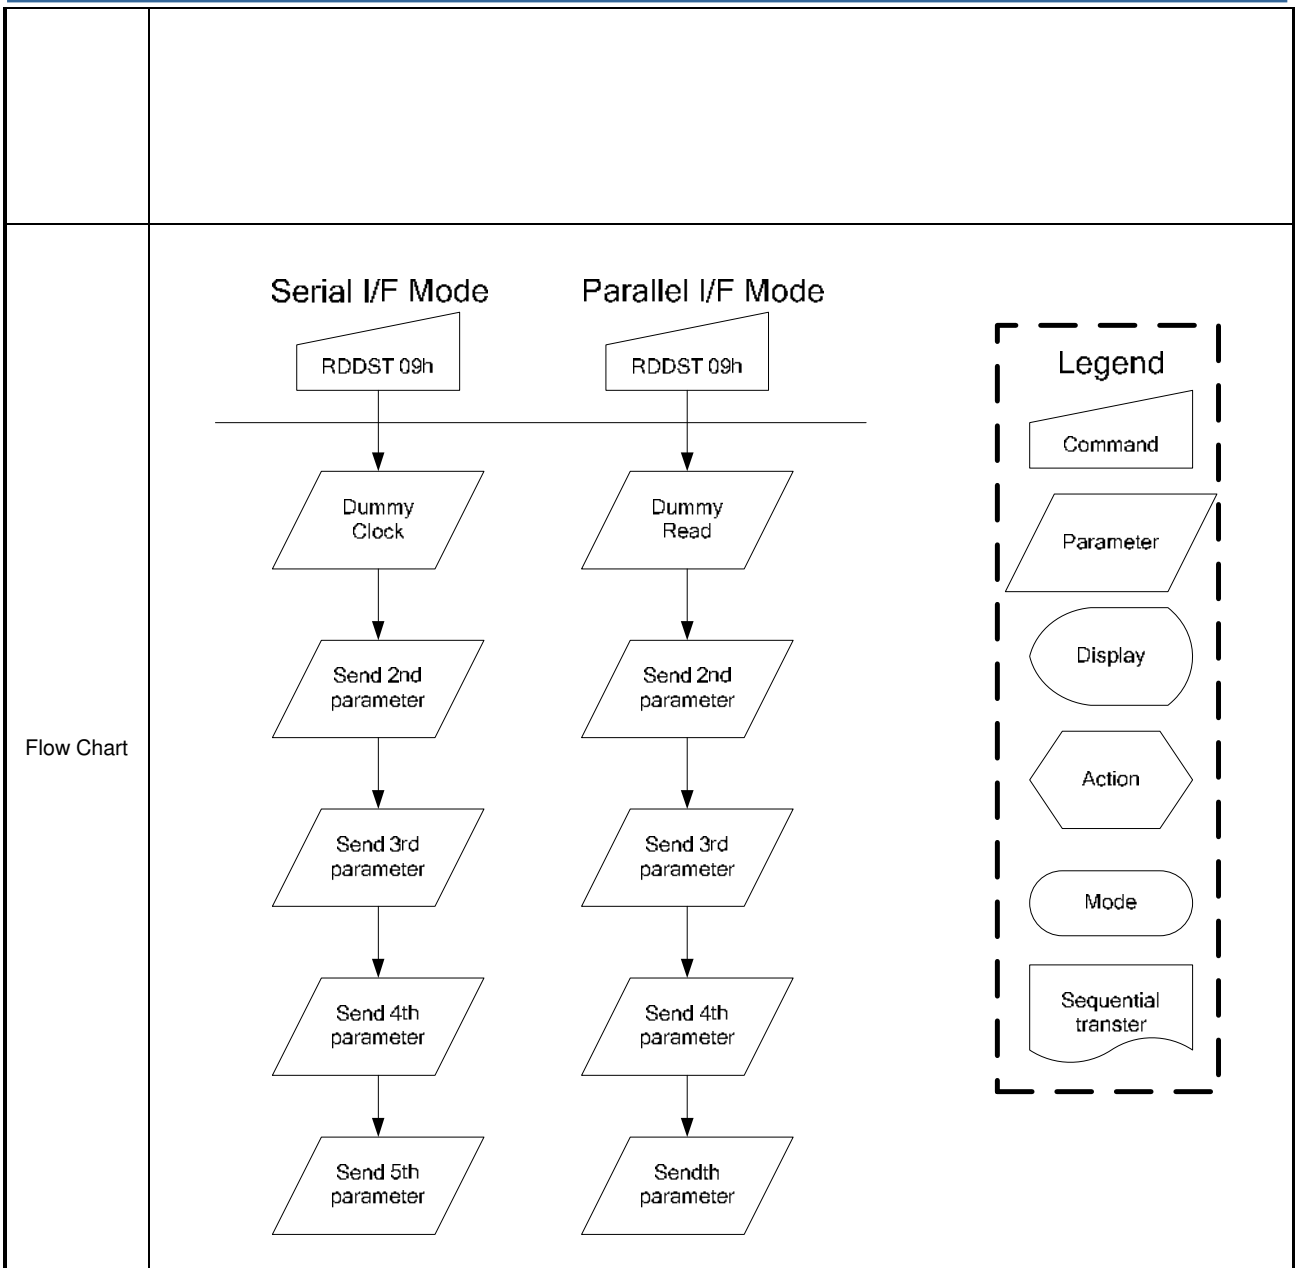 Flow Chart
Serial I/F Mode
RDDST 09h
Dummy
Clock
Send 2nd
parameter
Send 3rd
parameter
Send 4th
parameter
Send 5th
parameter
Parallel I/F Mode
RDDST 09h
Dummy
Read
Send 2nd
parameter
Send 3rd
parameter
Send 4th
parameter
Sendth
parameter
Legend
Command
Parameter
Display
Action
Mode
Sequential
transter